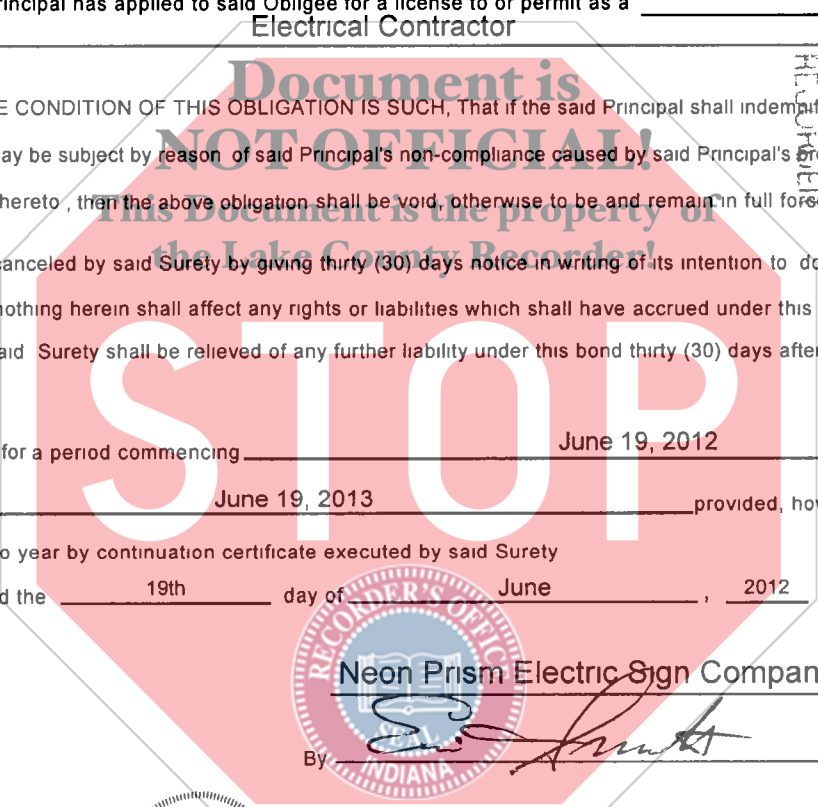 rincipal has applied to said Obligee for a license to or permit as a
Electrical Contractor
Document is
E CONDITION OF THIS OBLIGATION IS SUCH, That if the said Principal shall indemnif
NOT OFFICIAL!
ay be subject by reason of said Principal's non-compliance caused by said Principal's
This Document is the property of
hereto , then the above obligation shall be void, otherwise to be and remain in full forc
the Lake County Recorder!
canceled by said Surety by giving thirty (30) days notice in writing of its intention to do
nothing herein shall affect any rights or liabilities which shall have accrued under this
aid Surety shall be relieved of any further liability under this bond thirty (30) days after
STOP
for a period commencing June 19, 2012
June 19, 2013 provided, how
o year by continuation certificate executed by said Surety
d the 19th day of June , 2012
RECORDER'S OFFICE
Neon Prism Electric Sign Compan
SEAL
By
INDIANA